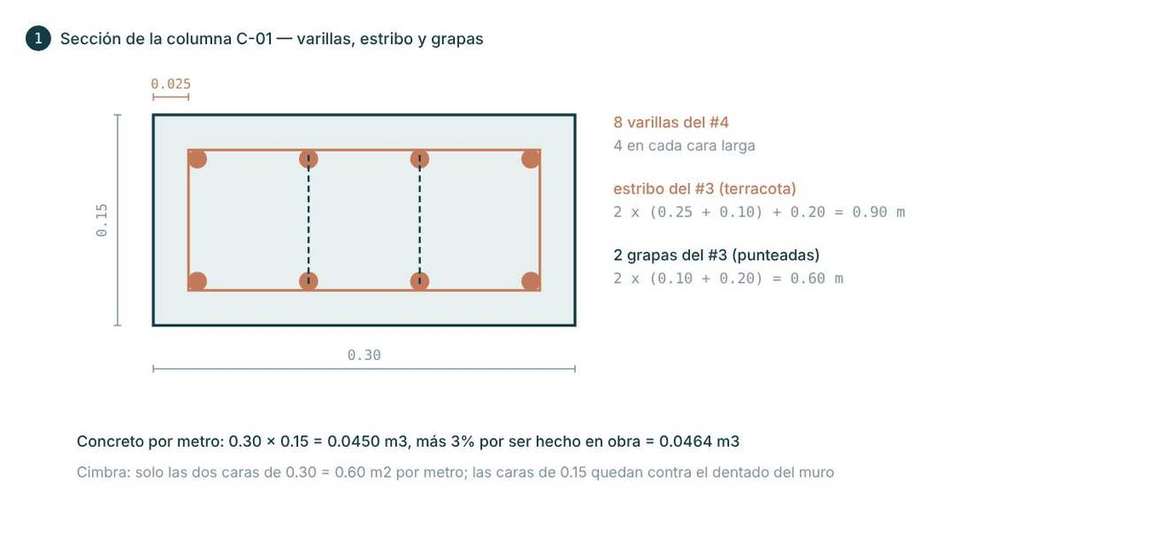 1 Sección de la columna C-01 — varillas, estribo y grapas
0.025
8 varillas del #4
4 en cada cara larga
estribo del #3 (terracota)
2 x (0.25 + 0.10) + 0.20 = 0.90 m
0.15
2 grapas del #3 (punteadas)
2 x (0.10 + 0.20) = 0.60 m
0.30
Concreto por metro: 0.30 × 0.15 = 0.0450 m3, más 3% por ser hecho en obra = 0.0464 m3
Cimbra: solo las dos caras de 0.30 = 0.60 m2 por metro; las caras de 0.15 quedan contra el dentado del muro